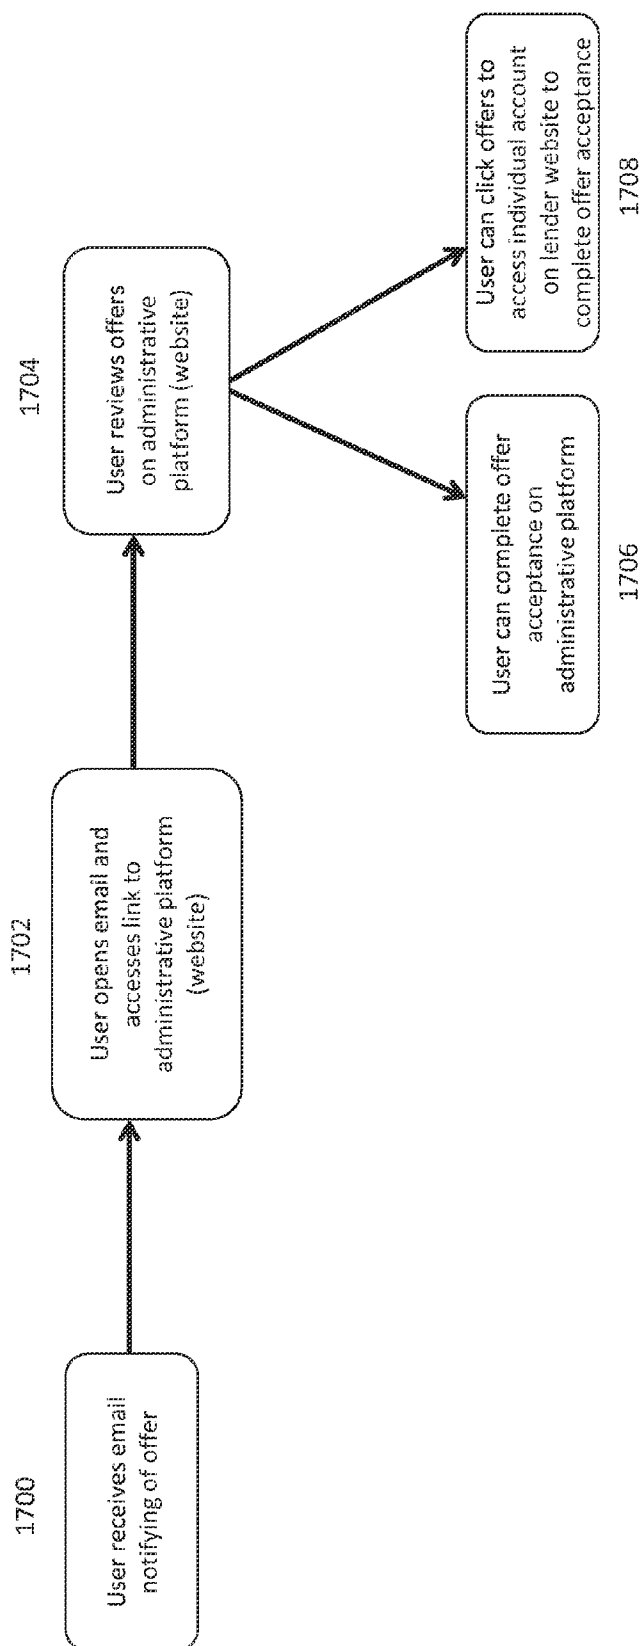 1700
User receives email
notifying of offer
1702
User opens email and
accesses link to
administrative platform
(website)
1704
User reviews offers
on administrative
platform (website)
User can complete offer
acceptance on
administrative platform
1706
User can click offers to
access individual account
on lender website to
complete offer acceptance
1708